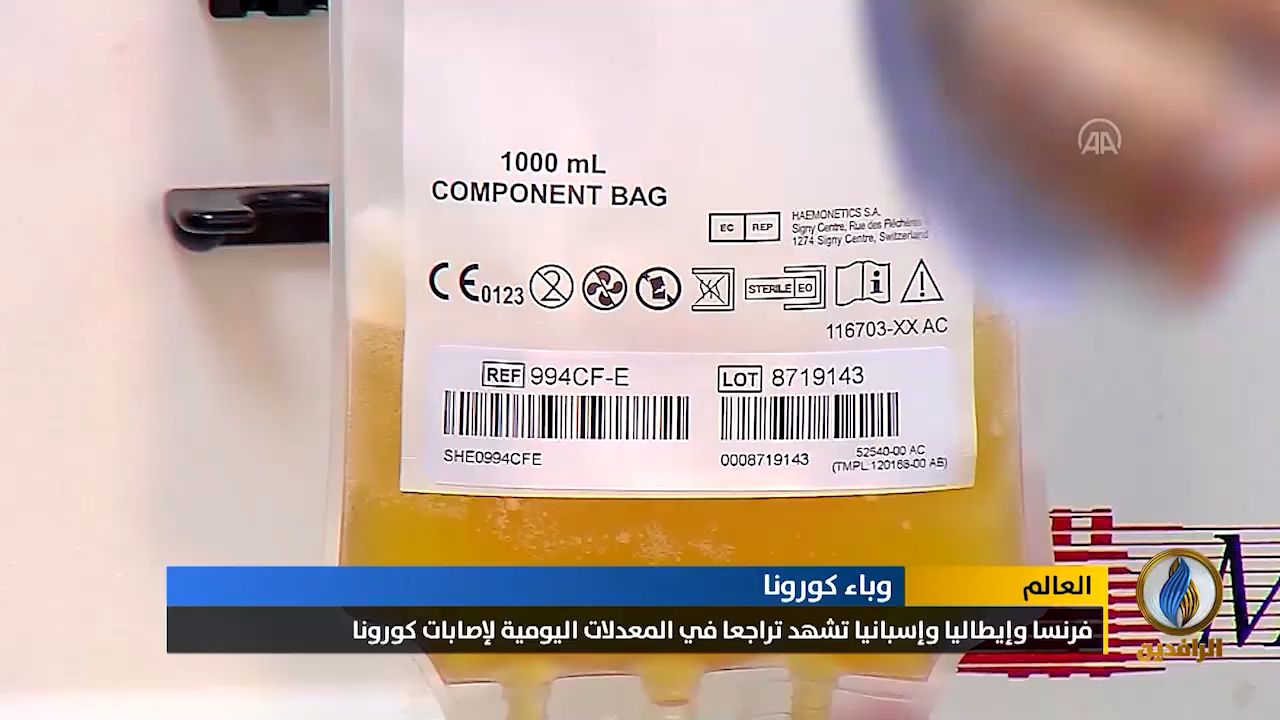 AA
1000 mL
COMPONENT BAG
EC REP
HAEMONETICS S.A.
Signy Centre, Rue des Fléchères
1274 Signy Centre, Switzerland
CE 0123
2
STERILE EO
i
116703-XX AC
REF 994CF-E
LOT 8719143
SHE0994CFE
0008719143
52540-00 AC
(TMPL:120166-00 AB)
العالم
وباء كورونا
فرنسا وإيطاليا وإسبانيا تشهد تراجعا في المعدلات اليومية لإصابات كورونا
الرافدين